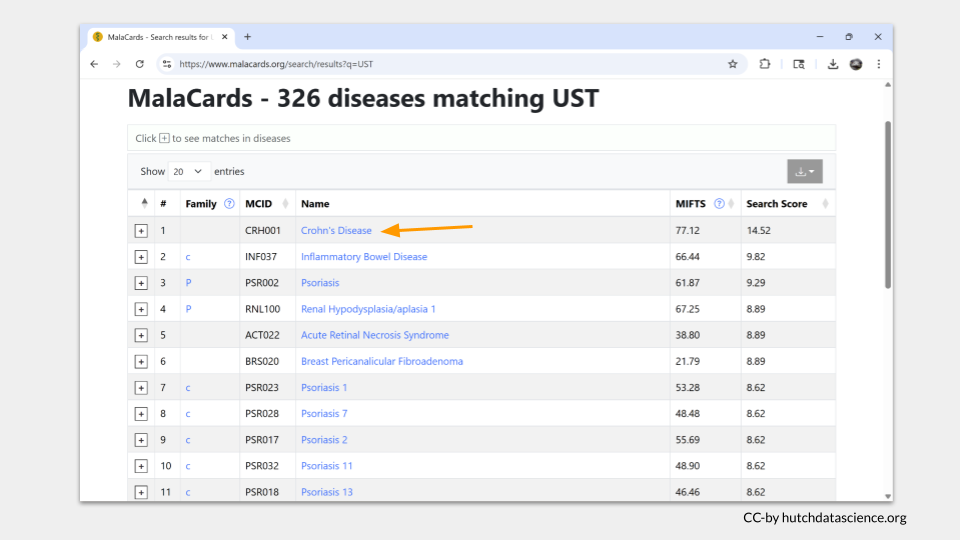 MalaCards - Search results for U
https://www.malacards.org/search/results?q=UST
MalaCards - 326 diseases matching UST
Click + to see matches in diseases
Show 20 entries
# Family ? MCID Name MIFTS ? Search Score
+ 1 CRH001 Crohn's Disease 77.12 14.52
+ 2 c INF037 Inflammatory Bowel Disease 66.44 9.82
+ 3 P PSR002 Psoriasis 61.87 9.29
+ 4 P RNL100 Renal Hypodysplasia/aplasia 1 67.25 8.89
+ 5 ACT022 Acute Retinal Necrosis Syndrome 38.80 8.89
+ 6 BRS020 Breast Pericanalicular Fibroadenoma 21.79 8.89
+ 7 c PSR023 Psoriasis 1 53.28 8.62
+ 8 c PSR028 Psoriasis 7 48.48 8.62
+ 9 c PSR017 Psoriasis 2 55.69 8.62
+ 10 c PSR032 Psoriasis 11 48.90 8.62
+ 11 c PSR018 Psoriasis 13 46.46 8.62
CC-by hutchdatascience.org